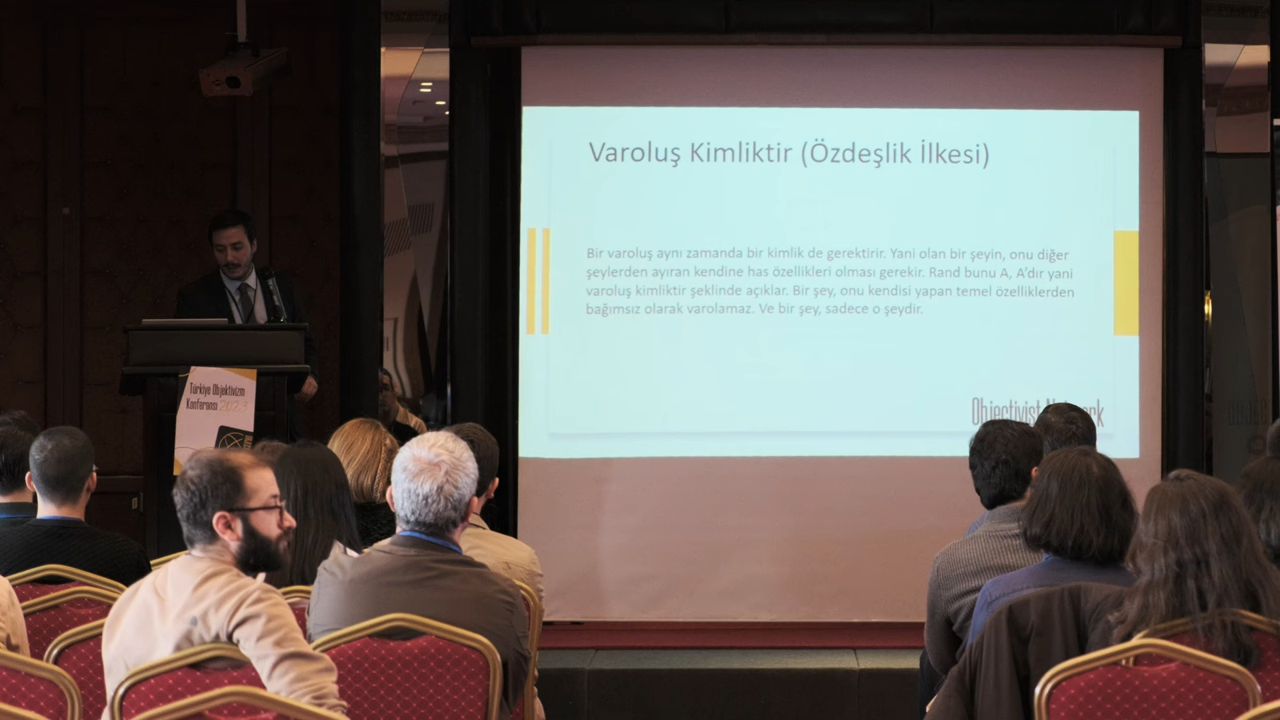 Varoluş Kimliktir (Özdeşlik İlkesi)
Bir varoluş aynı zamanda bir kimlik de gerektirir. Yani olan bir şeyin, onu diğer
şeylerden ayıran kendine has özellikleri olması gerekir. Rand bunu A, A'dır yani
varoluş kimliktir şeklinde açıklar. Bir şey, onu kendisi yapan temel özelliklerden
bağımsız olarak varolamaz. Ve bir şey, sadece o şeydir.
Objectivist
Türkiye Objektivizm
Konferansı 2023